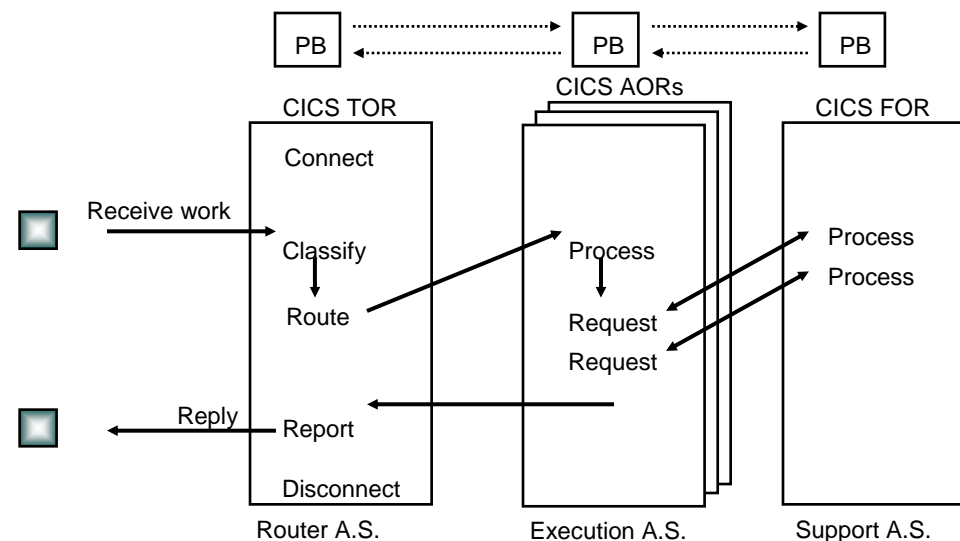 PB
PB
PB
CICS TOR
CICS AORs
CICS FOR
Connect
Receive work
Classify
Route
Process
Request
Request
Process
Process
Reply
Report
Disconnect
Router A.S.
Execution A.S.
Support A.S.